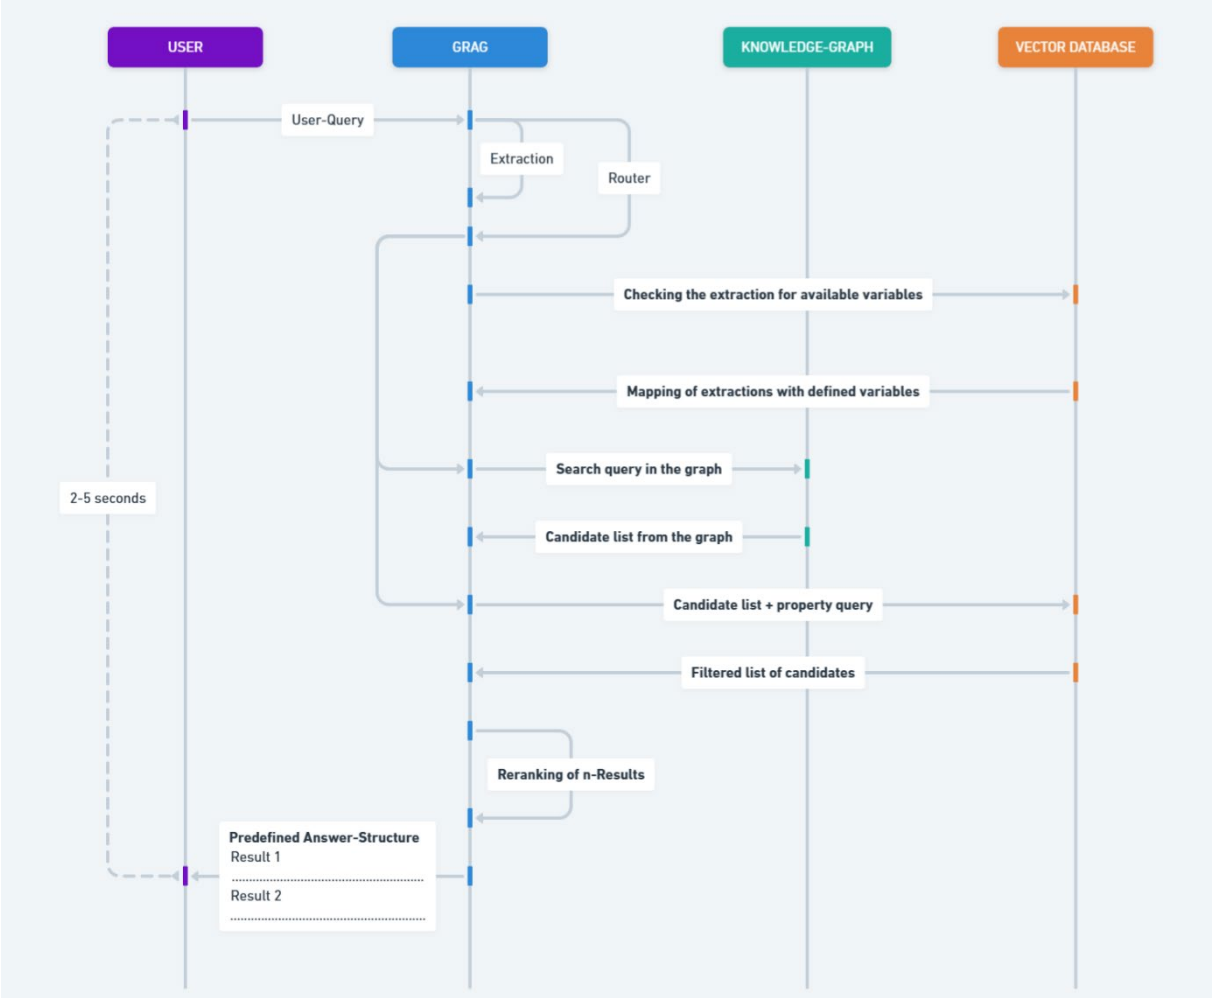 USER
GRAG
KNOWLEDGE-GRAPH
VECTOR DATABASE
User-Query
Extraction
Router
Checking the extraction for available variables
Mapping of extractions with defined variables
Search query in the graph
2-5 seconds
Candidate list from the graph
Candidate list + property query
Filtered list of candidates
Reranking of n-Results
Predefined Answer-Structure
Result 1
Result 2